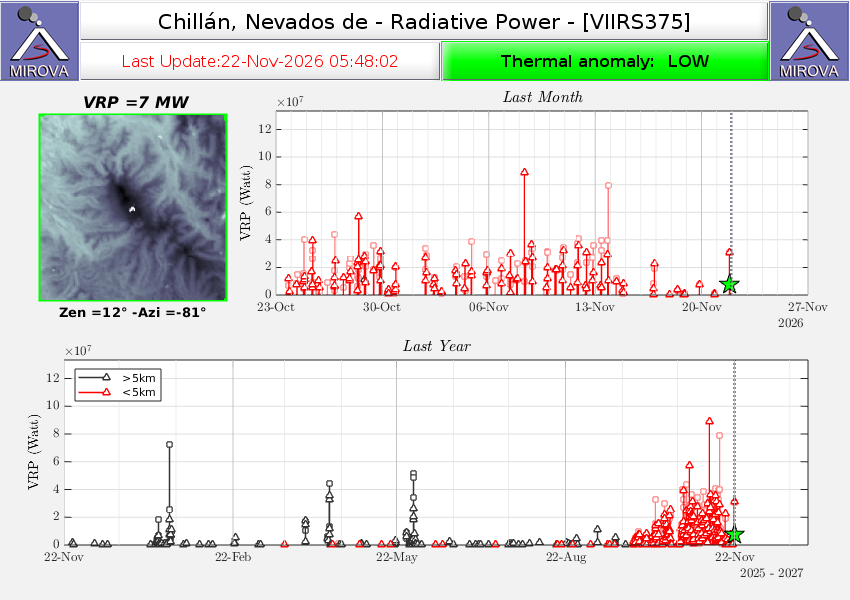 Chillán, Nevados de - Radiative Power - [VIIRS375]
MIROVA
Last Update:22-Nov-2026 05:48:02
Thermal anomaly: LOW
MIROVA
VRP =7 MW
Zen =12° -Azi =-81°
Last Month
×10⁷
VRP (Watt)
12
10
8
6
4
2
0
23-Oct 30-Oct 06-Nov 13-Nov 20-Nov 27-Nov
2026
Last Year
×10⁷
VRP (Watt)
12
10
8
6
4
2
0
>5km
<5km
22-Nov 22-Feb 22-May 22-Aug 22-Nov
2025 - 2027